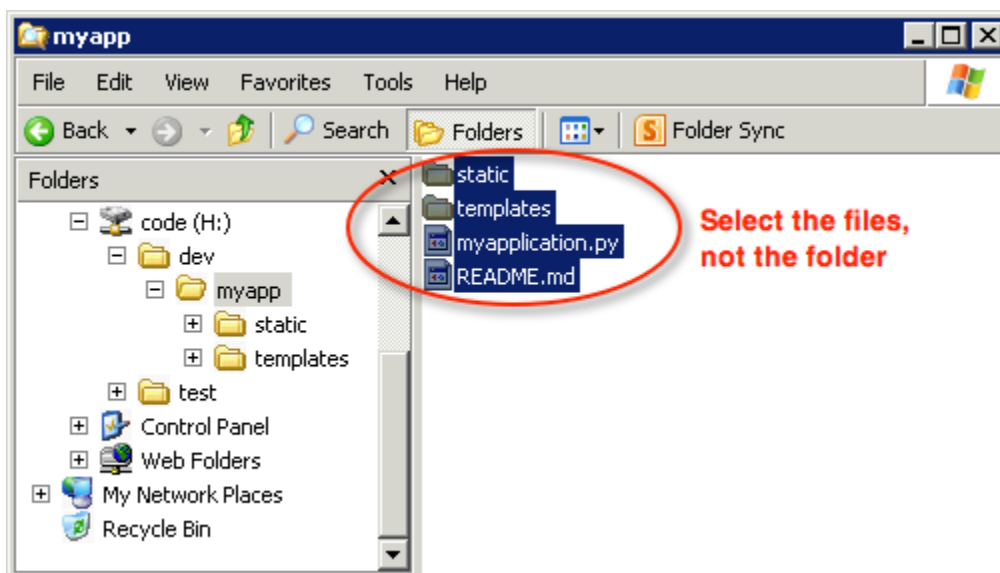 myapp
File Edit View Favorites Tools Help
Back Search Folders S Folder Sync
Folders X
code (H:)
dev
myapp
static
templates
test
Control Panel
Web Folders
My Network Places
Recycle Bin
static
templates
myapplication.py
README.md
Select the files,
not the folder